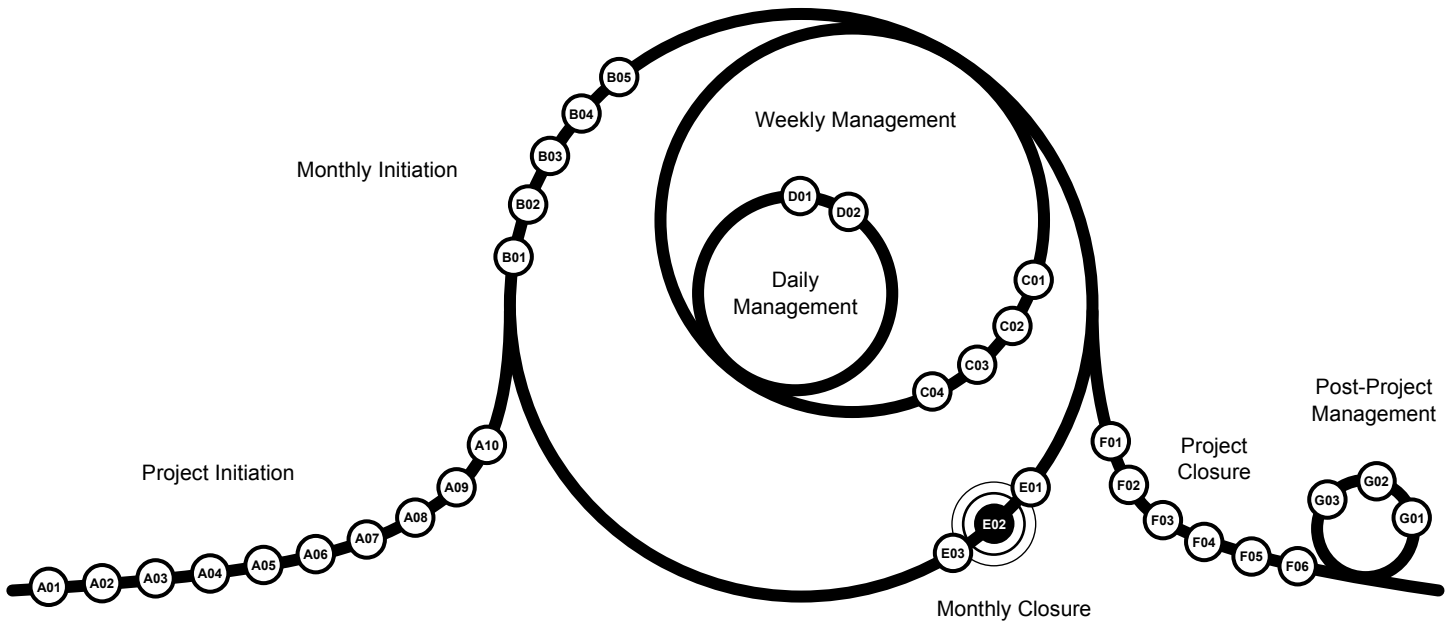 Project Initiation
A01
A02
A03
A04
A05
A06
A07
A08
A09
A10
Monthly Initiation
B01
B02
B03
B04
B05
Weekly Management
C01
C02
C03
C04
Daily
Management
D01
D02
E01
E02
E03
Monthly Closure
Project
Closure
F01
F02
F03
F04
F05
F06
Post-Project
Management
G01
G02
G03